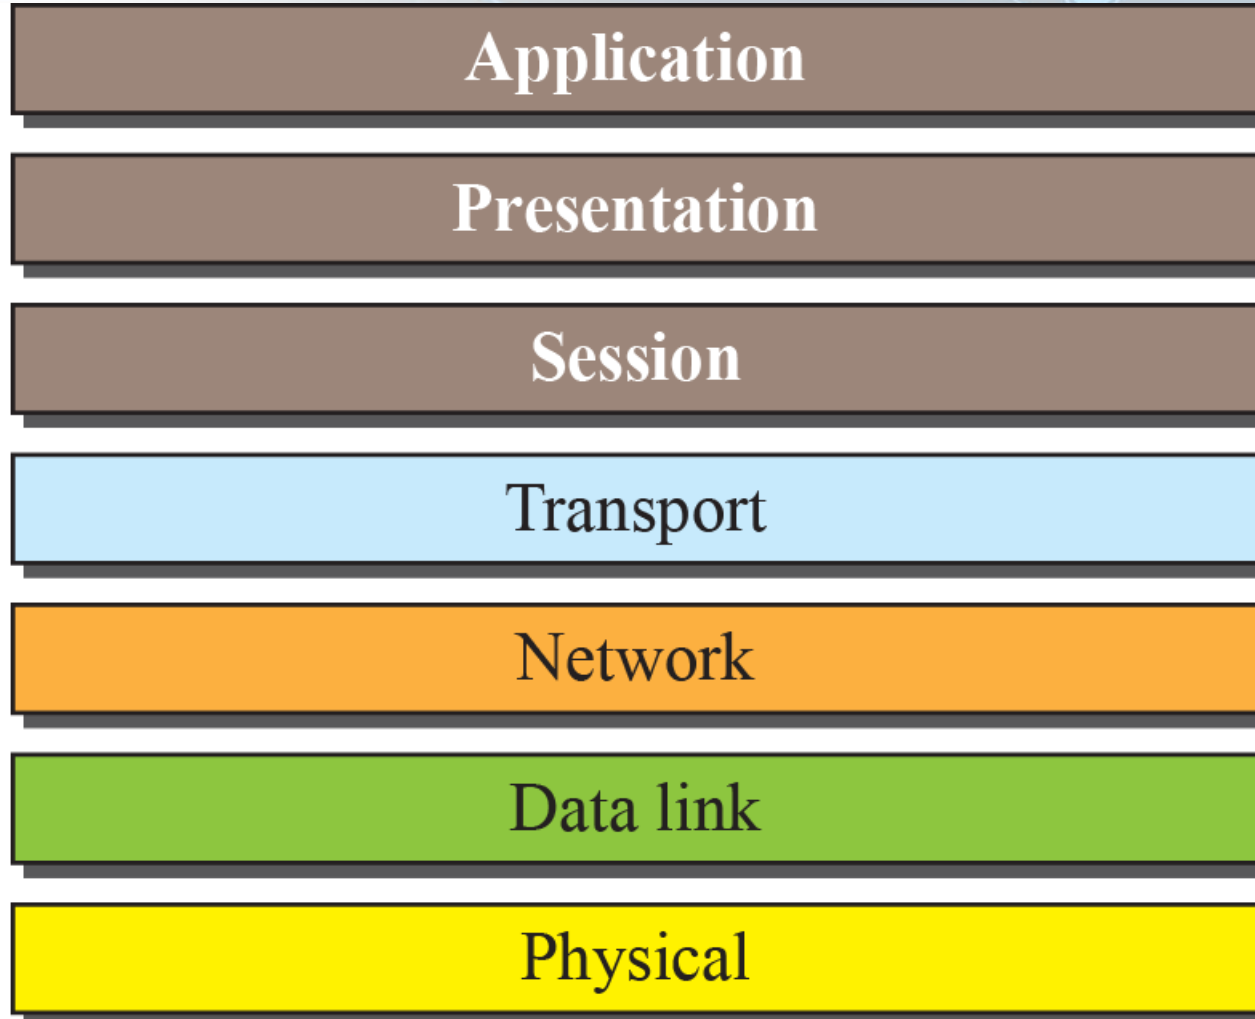 Application
Presentation
Session
Transport
Network
Data link
Physical